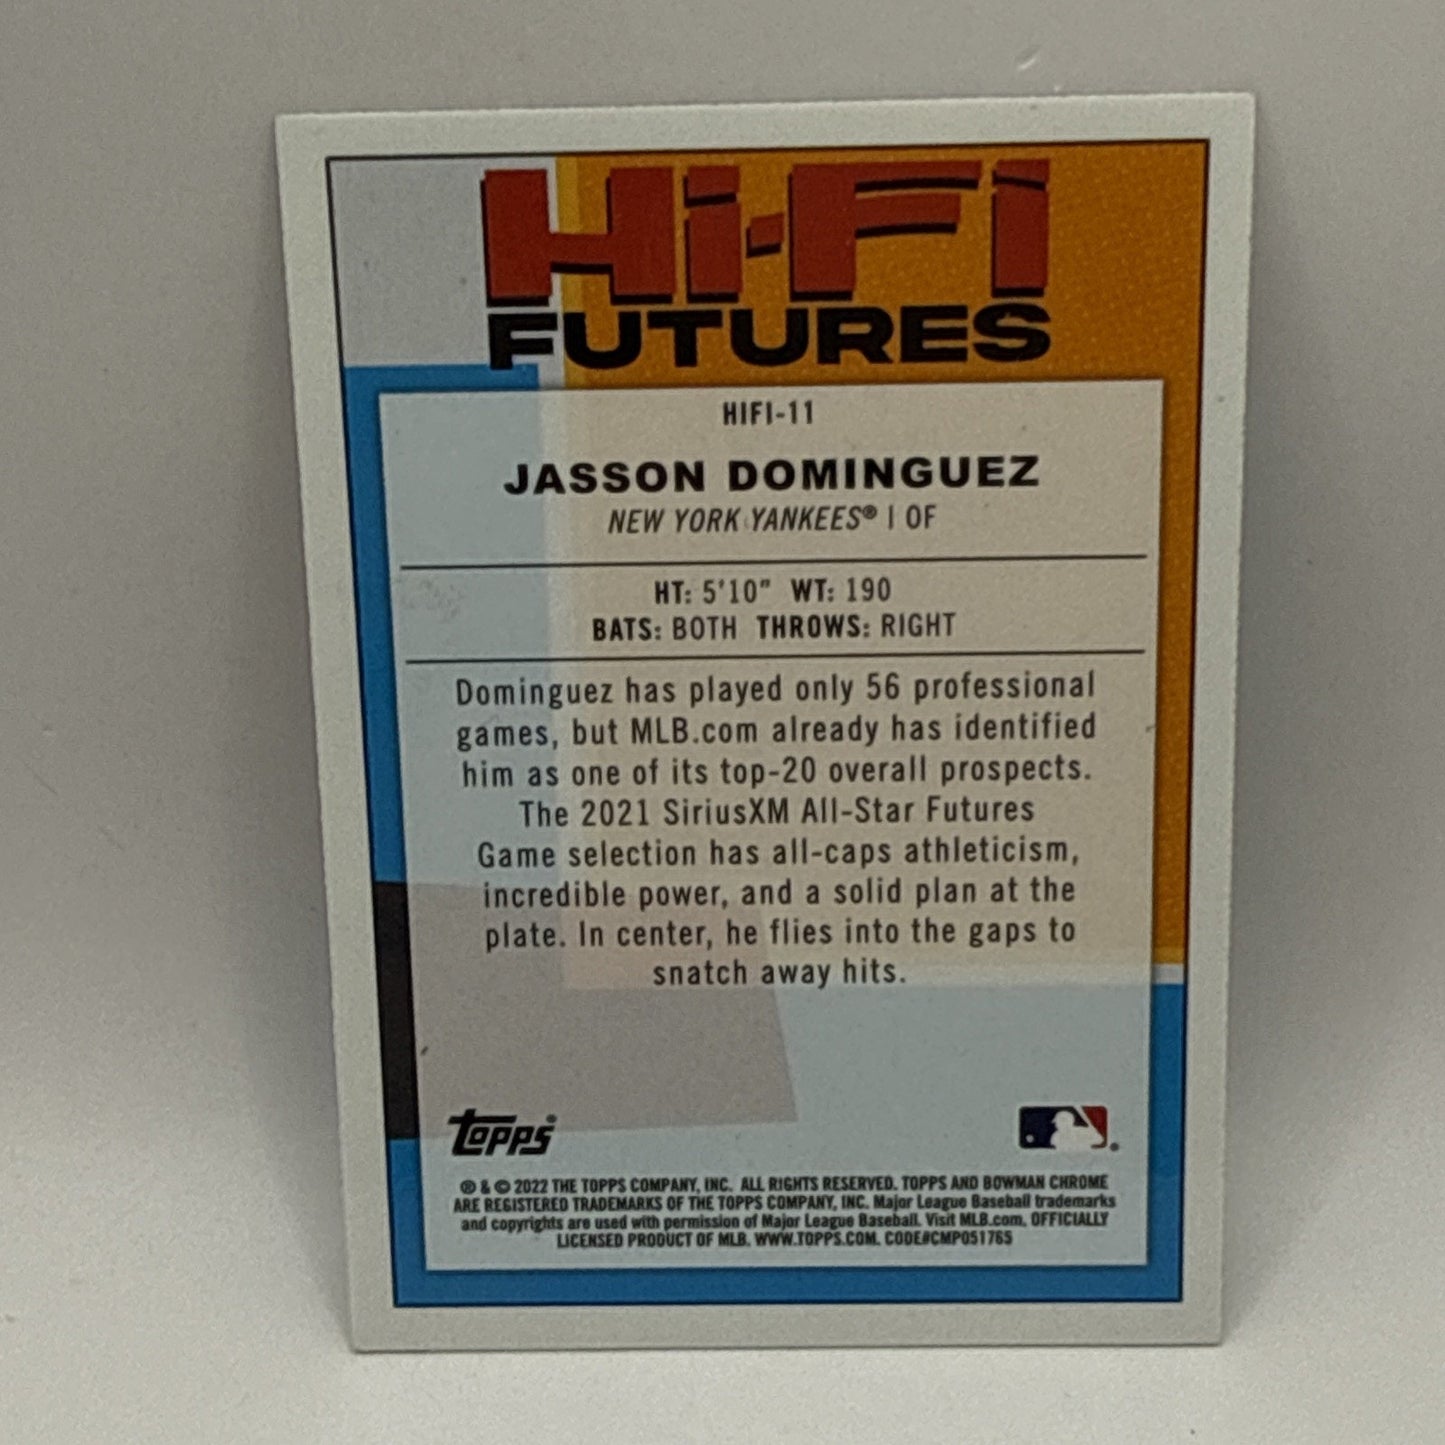 Hi-Fi
FUTURES
HIFI-11
JASSON DOMINGUEZ
NEW YORK YANKEES® | OF
HT: 5'10" WT: 190
BATS: BOTH THROWS: RIGHT
Dominguez has played only 56 professional
games, but MLB.com already has identified
him as one of its top-20 overall prospects.
The 2021 SiriusXM All-Star Futures
Game selection has all-caps athleticism,
incredible power, and a solid plan at the
plate. In center, he flies into the gaps to
snatch away hits.
topps®
®
® & © 2022 THE TOPPS COMPANY, INC. ALL RIGHTS RESERVED. TOPPS AND BOWMAN CHROME
ARE REGISTERED TRADEMARKS OF THE TOPPS COMPANY, INC. Major League Baseball trademarks
and copyrights are used with permission of Major League Baseball. Visit MLB.com. OFFICIALLY
LICENSED PRODUCT OF MLB. WWW.TOPPS.COM. CODE#CMP051765